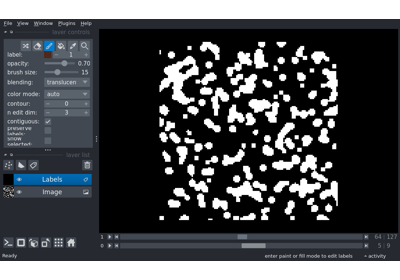 File View Window Plugins Help
layer controls
label: 1
opacity: 0.70
brush size: 15
blending: translucen
color mode: auto
contour: 0
n edit dim: 3
contiguous:
preserve
labels:
show
selected:
layer list
Labels
Image
1 64 127
0 5 9
Ready enter paint or fill mode to edit labels activity